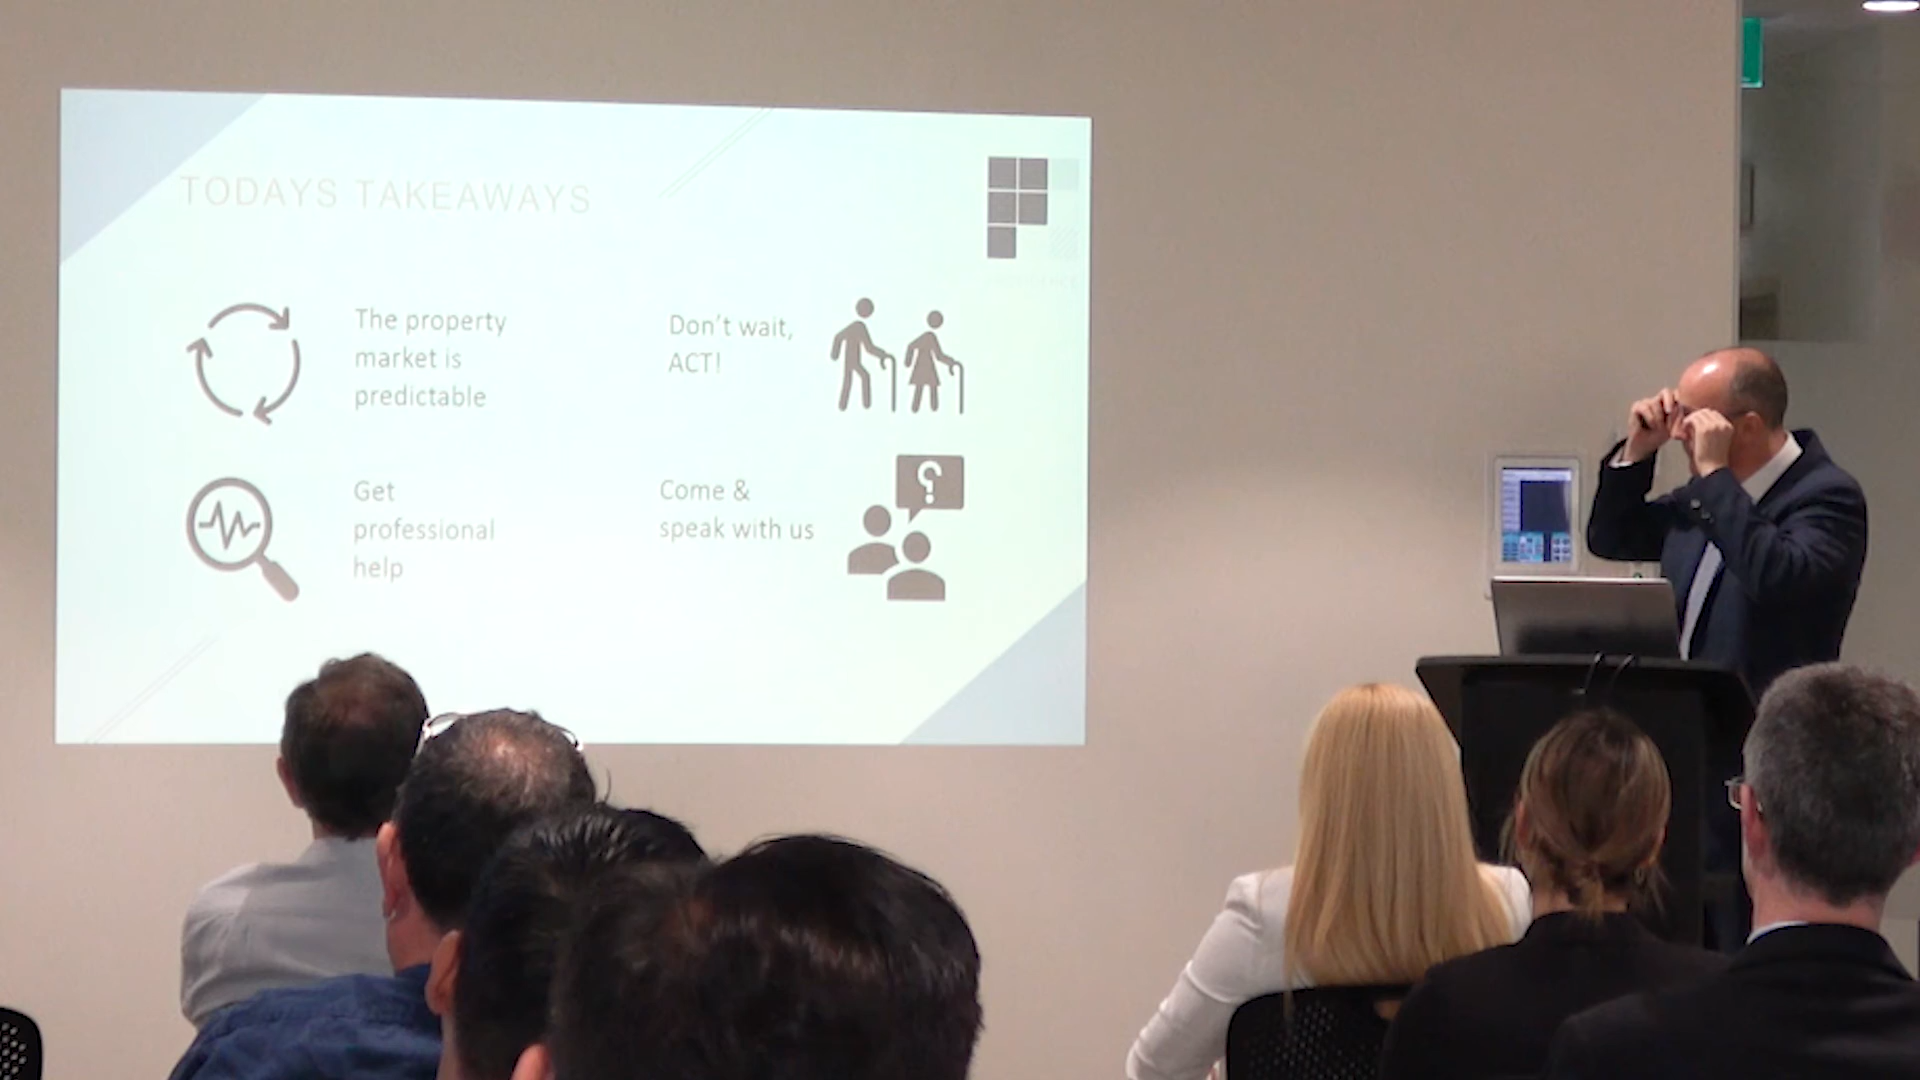 TODAYS TAKEAWAYS
The property
market is
predictable
Don't wait,
ACT!
Get
professional
help
Come &
speak with us